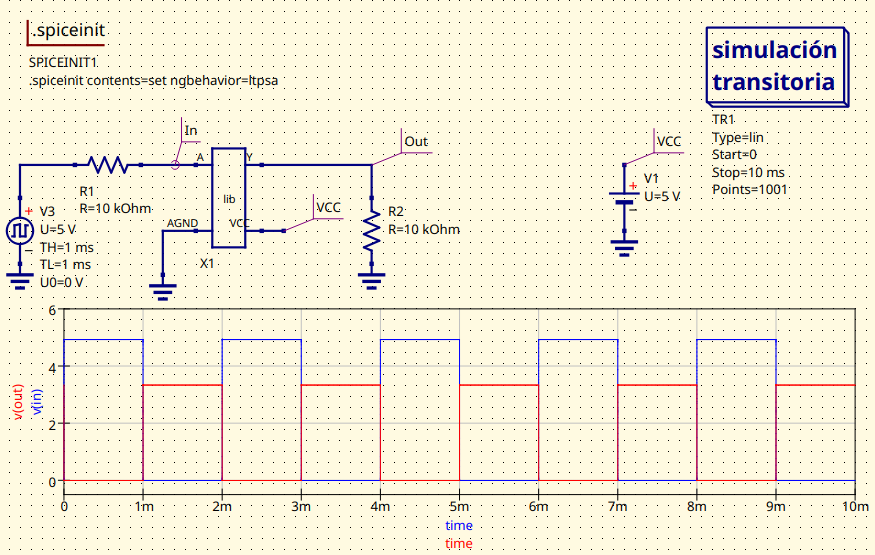 .spiceinit
SPICEINIT1
.spiceinit contents=set ngbehavior=ltpsa
simulación
transitoria
TR1
Type=lin
Start=0
Stop=10 ms
Points=1001
In
Out
VCC
A
Y
lib
AGND
VCC
X1
VCC
R1
R=10 kOhm
V3
U=5 V
TH=1 ms
TL=1 ms
U0=0 V
R2
R=10 kOhm
V1
U=5 V
v(out)
v(in)
6
4
2
0
0 1m 2m 3m 4m 5m 6m 7m 8m 9m 10m
time
time